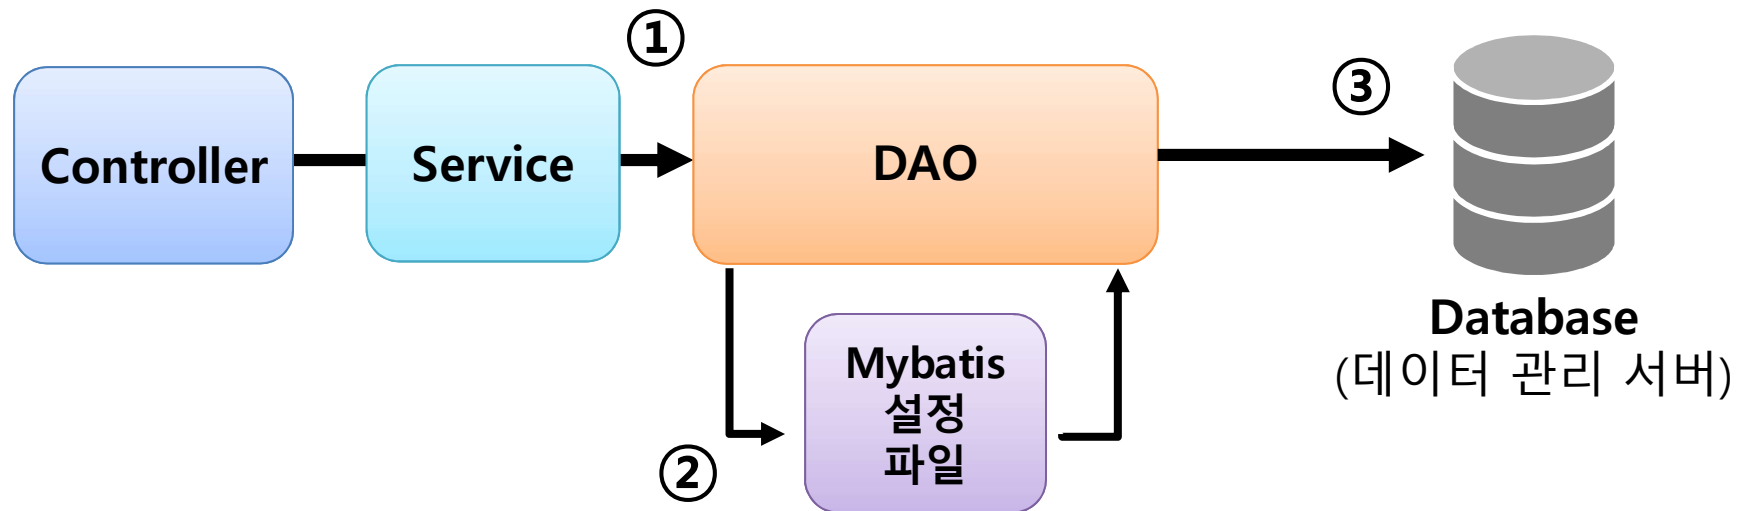 ①
③
Controller
Service
DAO
Database
(데이터 관리 서버)
Mybatis
설정
파일
②